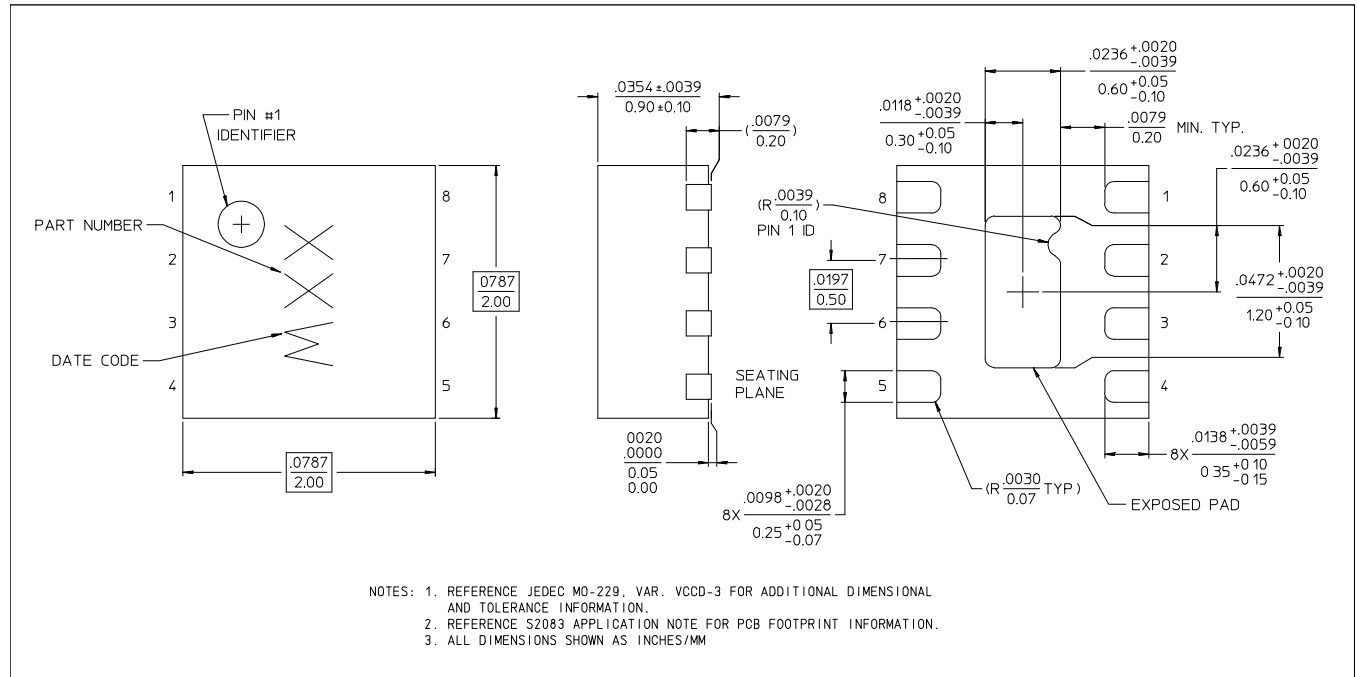 PIN #1
IDENTIFIER
PART NUMBER
DATE CODE
1
2
3
4
8
7
6
5
.0787
2.00
.0787
2.00
.0354 ±.0039
0.90 ±0.10
(.0079)
0.20
SEATING
PLANE
0020
.0000
0.05
0.00
.0236 +.0020
-.0039
0.60 +0.05
-0.10
.0118 +.0020
-.0039
0.30 +0.05
-0.10
.0079
0.20
MIN. TYP.
.0236 +.0020
-.0039
0.60 +0.05
-0.10
(R .0039)
0.10
PIN 1 ID
.0197
0.50
8
7
6
5
1
2
3
4
.0472 +.0020
-.0039
1.20 +0.05
-0 10
8X .0138 +.0039
-.0059
0 35 +0 10
-0 15
8X .0098 +.0020
-.0028
0.25 +0 05
-0.07
(R .0030 TYP)
0.07
EXPOSED PAD
NOTES: 1. REFERENCE JEDEC MO-229, VAR. VCCD-3 FOR ADDITIONAL DIMENSIONAL
AND TOLERANCE INFORMATION.
2. REFERENCE S2083 APPLICATION NOTE FOR PCB FOOTPRINT INFORMATION.
3. ALL DIMENSIONS SHOWN AS INCHES/MM